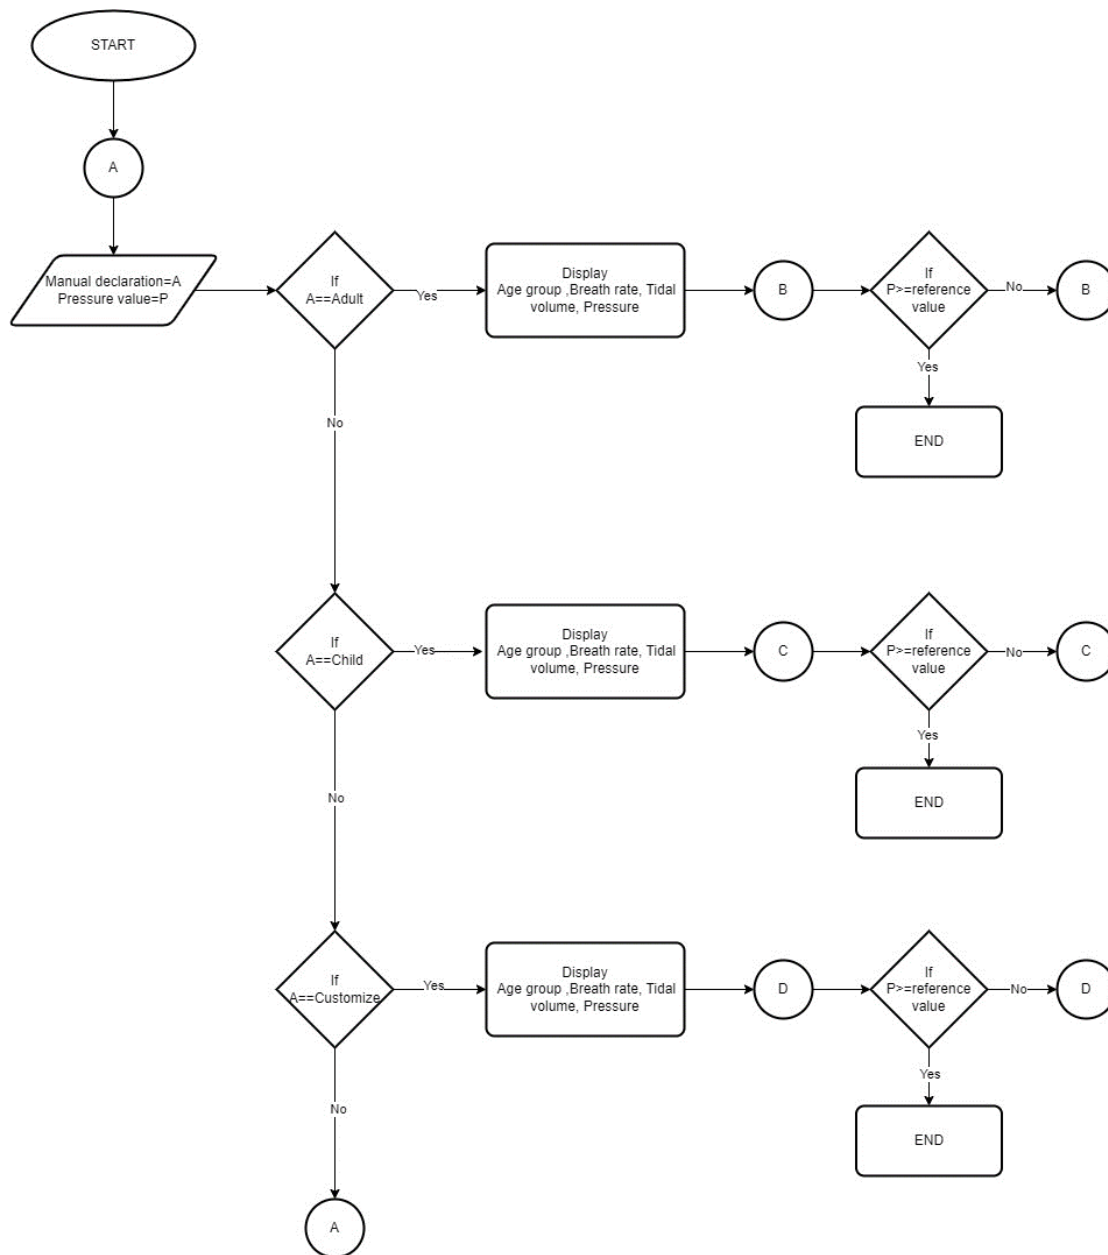 START
A
Manual declaration=A
Pressure value=P
If
A==Adult
Yes
Display
Age group ,Breath rate, Tidal
volume, Pressure
B
If
P>=reference
value
No
B
Yes
END
No
If
A==Child
Yes
Display
Age group ,Breath rate, Tidal
volume, Pressure
C
If
P>=reference
value
No
C
Yes
END
No
If
A==Customize
Yes
Display
Age group ,Breath rate, Tidal
volume, Pressure
D
If
P>=reference
value
No
D
Yes
END
No
A